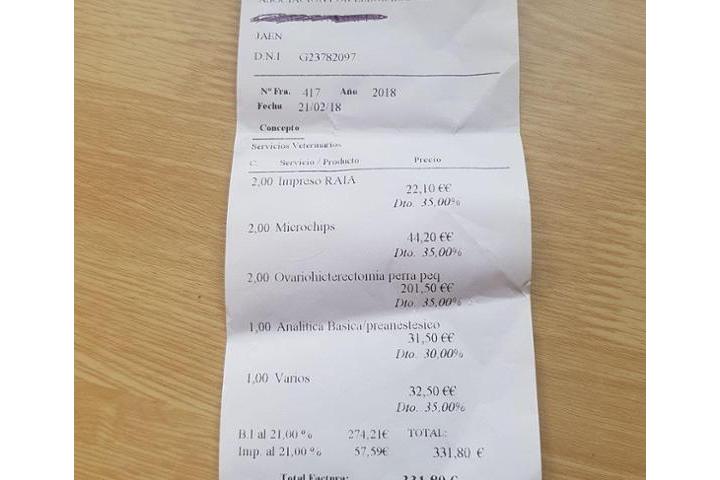 JAEN
D.N.I G23782097
Nº Fra. 417 Año 2018
Fecha 21/02/18
Concepto
Servicios Veterinarios
C. Servicio / Producto Precio
2,00 Impreso RAIA
22,10 €€
Dto. 35,00%
2,00 Microchips
44,20 €€
Dto. 35,00%
2,00 Ovariohicterectomia perra peq
201,50 €€
Dto. 35,00%
1,00 Analitica Basica/preanestesico
31,50 €€
Dto. 30,00%
1,00 Varios
32,50 €€
Dto. 35,00%
B.I al 21,00 % 274,21€ TOTAL:
Imp. al 21,00 % 57,59€ 331,80 €
Total Factura: 331,80 €